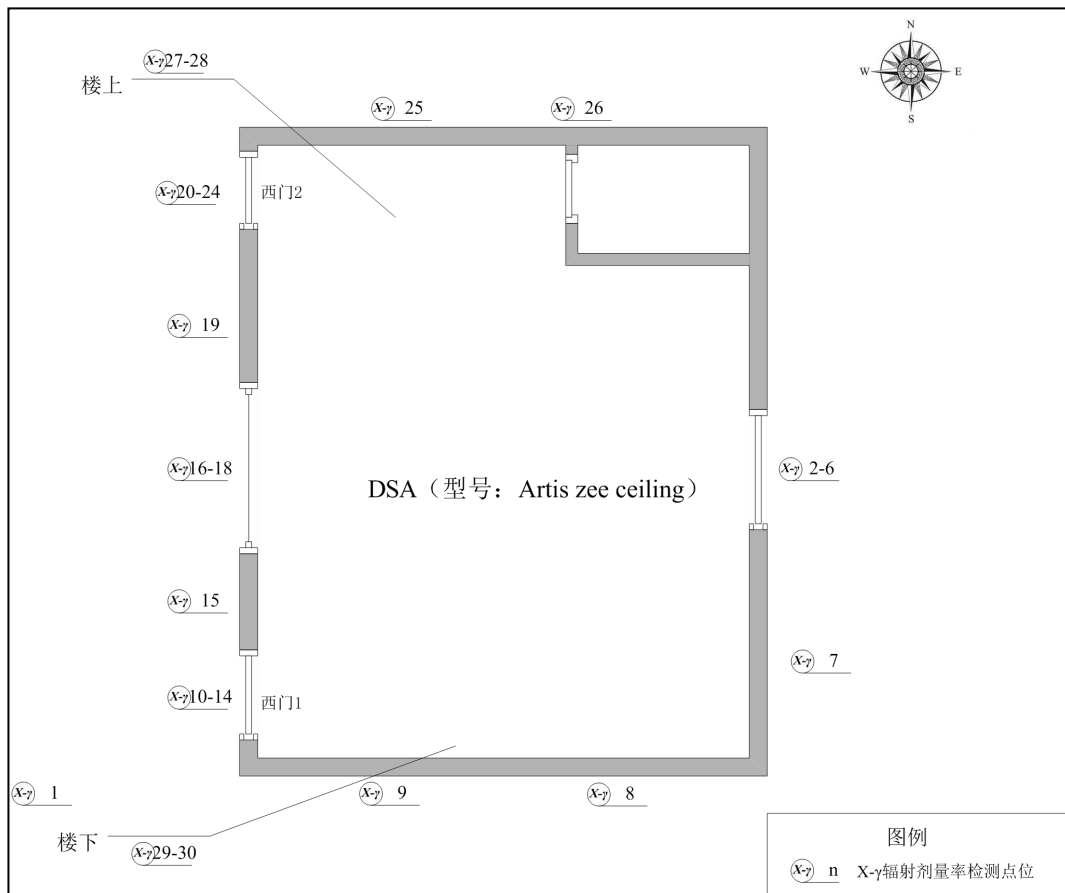 N
W E
S
X-γ 27-28
楼上
X-γ 25
X-γ 26
X-γ 20-24
西门2
X-γ 19
X-γ 16-18
DSA（型号：Artis zee ceiling）
X-γ 2-6
X-γ 15
X-γ 7
X-γ 10-14
西门1
X-γ 1
X-γ 9
X-γ 8
楼下
X-γ 29-30
图例
X-γ n X-γ辐射剂量率检测点位